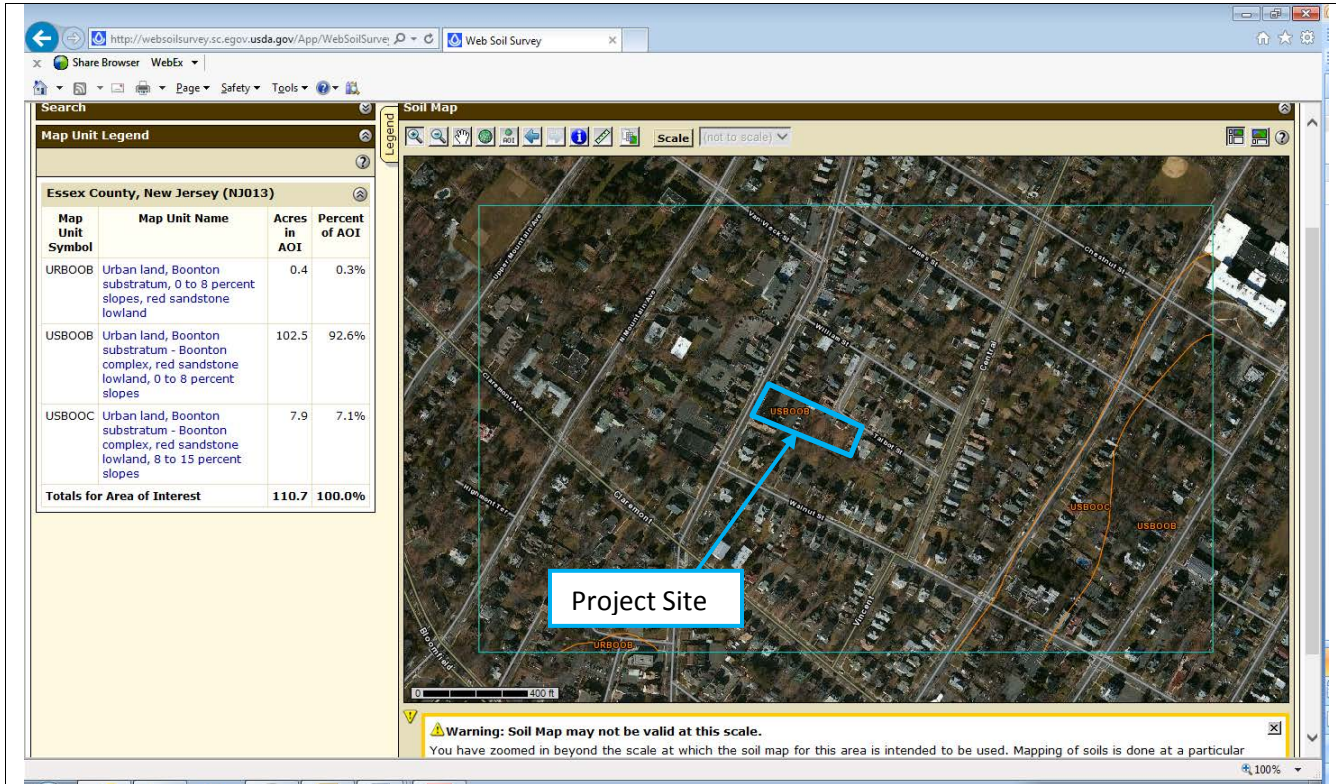 http://websoilsurvey.sc.egov.usda.gov/App/WebSoilSurvey
Web Soil Survey
x Share Browser WebEx
Page Safety Tools
Search
Map Unit Legend
Essex County, New Jersey (NJ013)
Map Unit Symbol Map Unit Name Acres in AOI Percent of AOI
URBOOB Urban land, Boonton 0.4 0.3%
substratum, 0 to 8 percent
slopes, red sandstone
lowland
USBOOB Urban land, Boonton 102.5 92.6%
substratum - Boonton
complex, red sandstone
lowland, 0 to 8 percent
slopes
USBOOC Urban land, Boonton 7.9 7.1%
substratum - Boonton
complex, red sandstone
lowland, 8 to 15 percent
slopes
Totals for Area of Interest 110.7 100.0%
Legend
Soil Map
AOI
Scale (not to scale)
Upper Mountain Ave
N Mountain Ave
Van Vleck St
James St
Chestnut St
William St
Central
Claremont Ave
USBOOB
Talbot St
Highmont Ter
Claremont
Walnut St
USBOOC
USBOOB
Project Site
Vincent
Bloomfield
URBOOB
0 400 ft
Warning: Soil Map may not be valid at this scale.
You have zoomed in beyond the scale at which the soil map for this area is intended to be used. Mapping of soils is done at a particular
100%